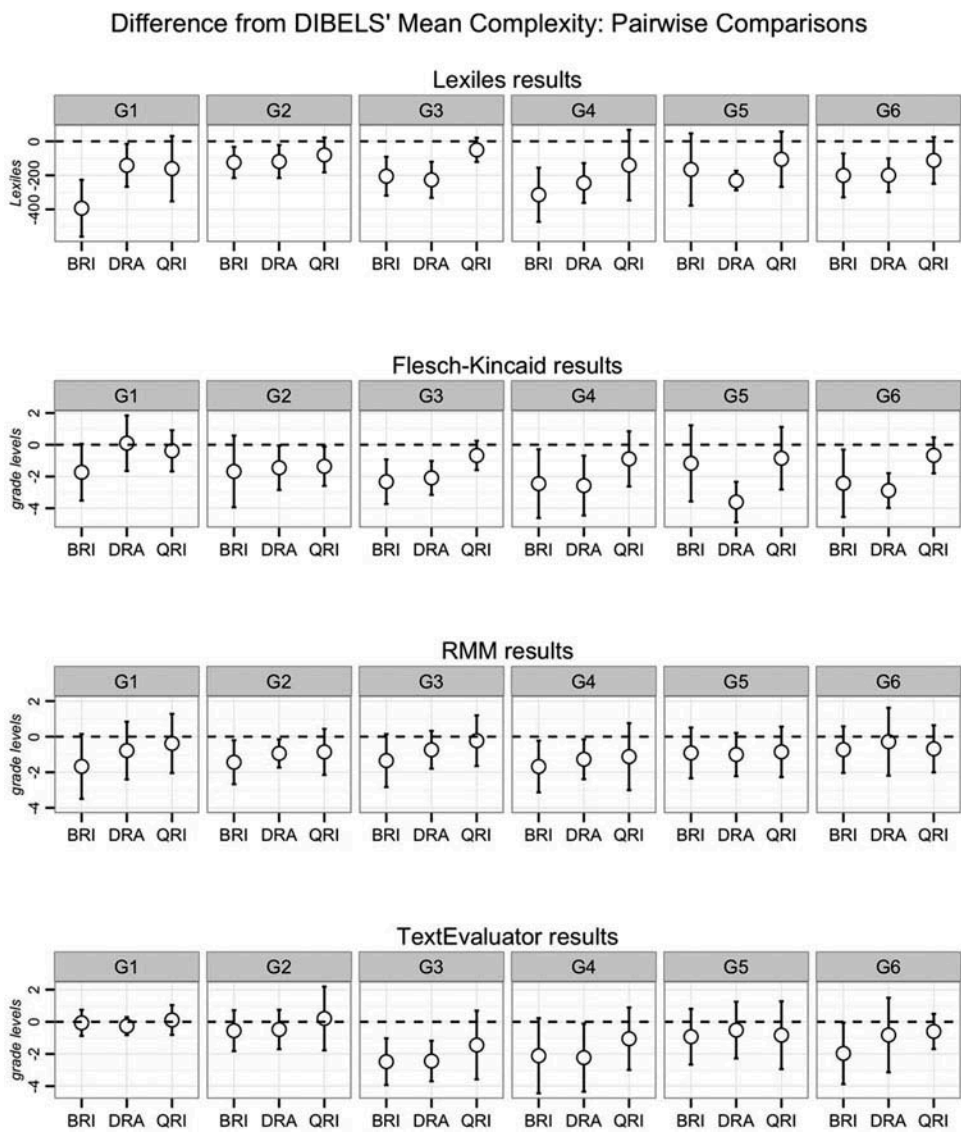 Difference from DIBELS' Mean Complexity: Pairwise Comparisons
Lexiles results
G1 G2 G3 G4 G5 G6
Lexiles
0
-200
-400
BRI DRA QRI BRI DRA QRI BRI DRA QRI BRI DRA QRI BRI DRA QRI BRI DRA QRI
Flesch-Kincaid results
G1 G2 G3 G4 G5 G6
grade levels
2
0
-2
-4
BRI DRA QRI BRI DRA QRI BRI DRA QRI BRI DRA QRI BRI DRA QRI BRI DRA QRI
RMM results
G1 G2 G3 G4 G5 G6
grade levels
2
0
-2
-4
BRI DRA QRI BRI DRA QRI BRI DRA QRI BRI DRA QRI BRI DRA QRI BRI DRA QRI
TextEvaluator results
G1 G2 G3 G4 G5 G6
grade levels
2
0
-2
-4
BRI DRA QRI BRI DRA QRI BRI DRA QRI BRI DRA QRI BRI DRA QRI BRI DRA QRI